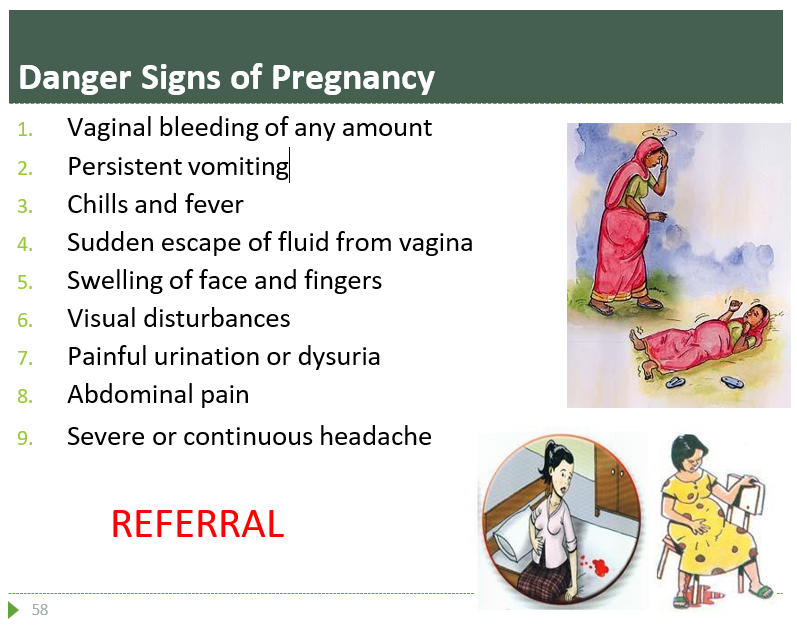 Danger Signs of Pregnancy
1. Vaginal bleeding of any amount
2. Persistent vomiting
3. Chills and fever
4. Sudden escape of fluid from vagina
5. Swelling of face and fingers
6. Visual disturbances
7. Painful urination or dysuria
8. Abdominal pain
9. Severe or continuous headache
REFERRAL
58